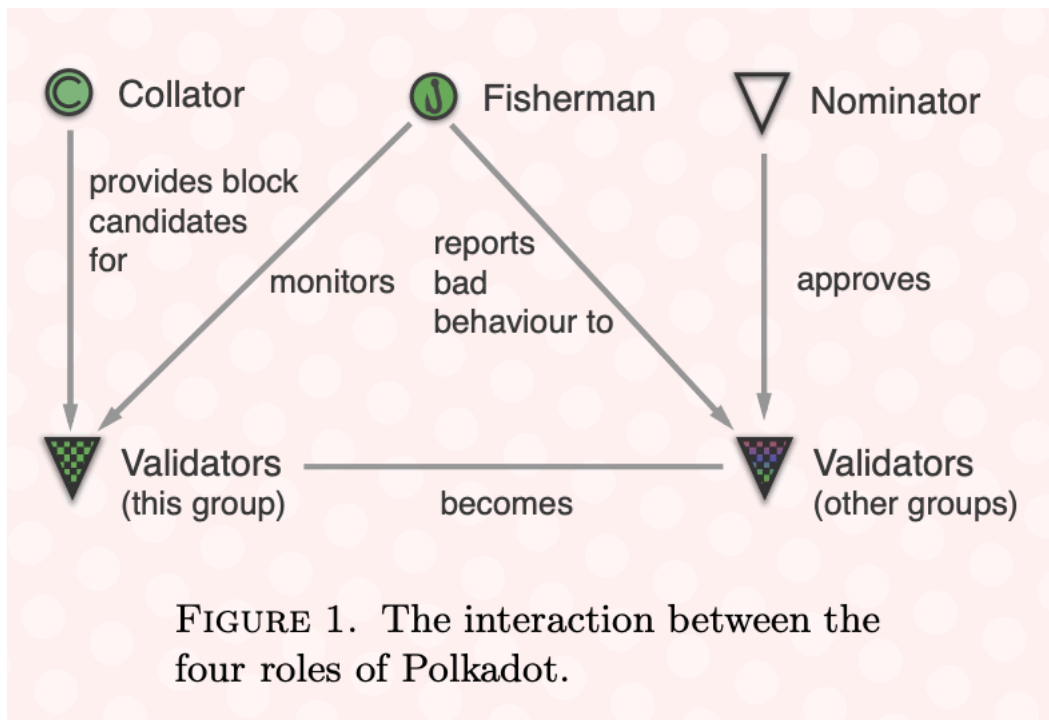 Collator
Fisherman
Nominator
provides block
candidates
for
monitors
reports
bad
behaviour to
approves
Validators
(this group)
becomes
Validators
(other groups)
FIGURE 1. The interaction between the
four roles of Polkadot.